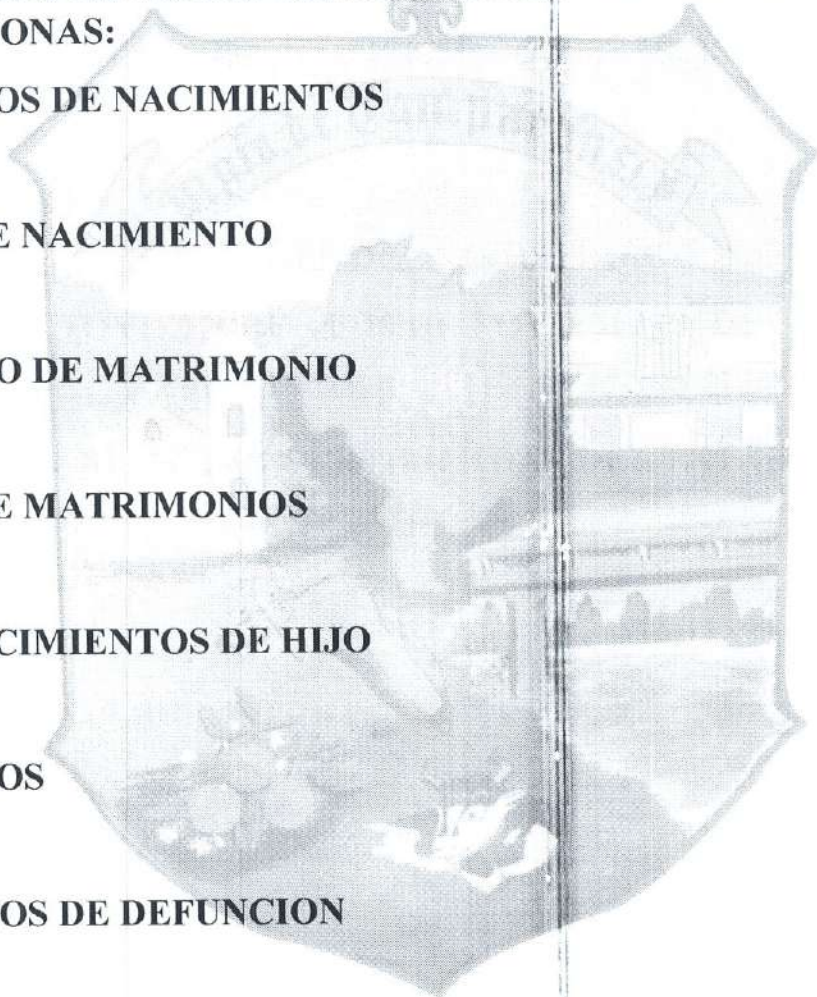 ONAS:
OS DE NACIMIENTOS
E NACIMIENTO
O DE MATRIMONIO
E MATRIMONIOS
CIMIENTOS DE HIJO
OS
OS DE DEFUNCION